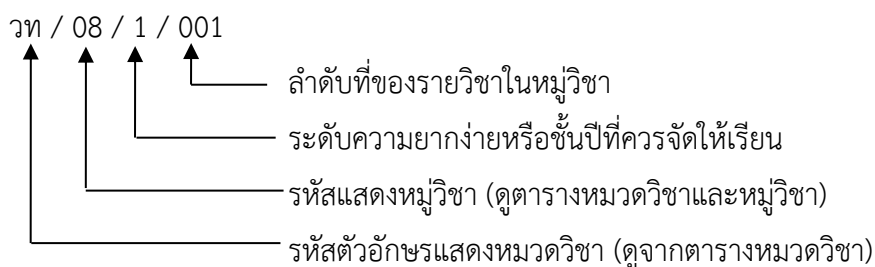 วท / 08 / 1 / 001
ลำดับที่ของรายวิชาในหมู่วิชา
ระดับความยากง่ายหรือชั้นปีที่ควรจัดให้เรียน
รหัสแสดงหมู่วิชา (ดูตารางหมวดวิชาและหมู่วิชา)
รหัสตัวอักษรแสดงหมวดวิชา (ดูจากตารางหมวดวิชา)